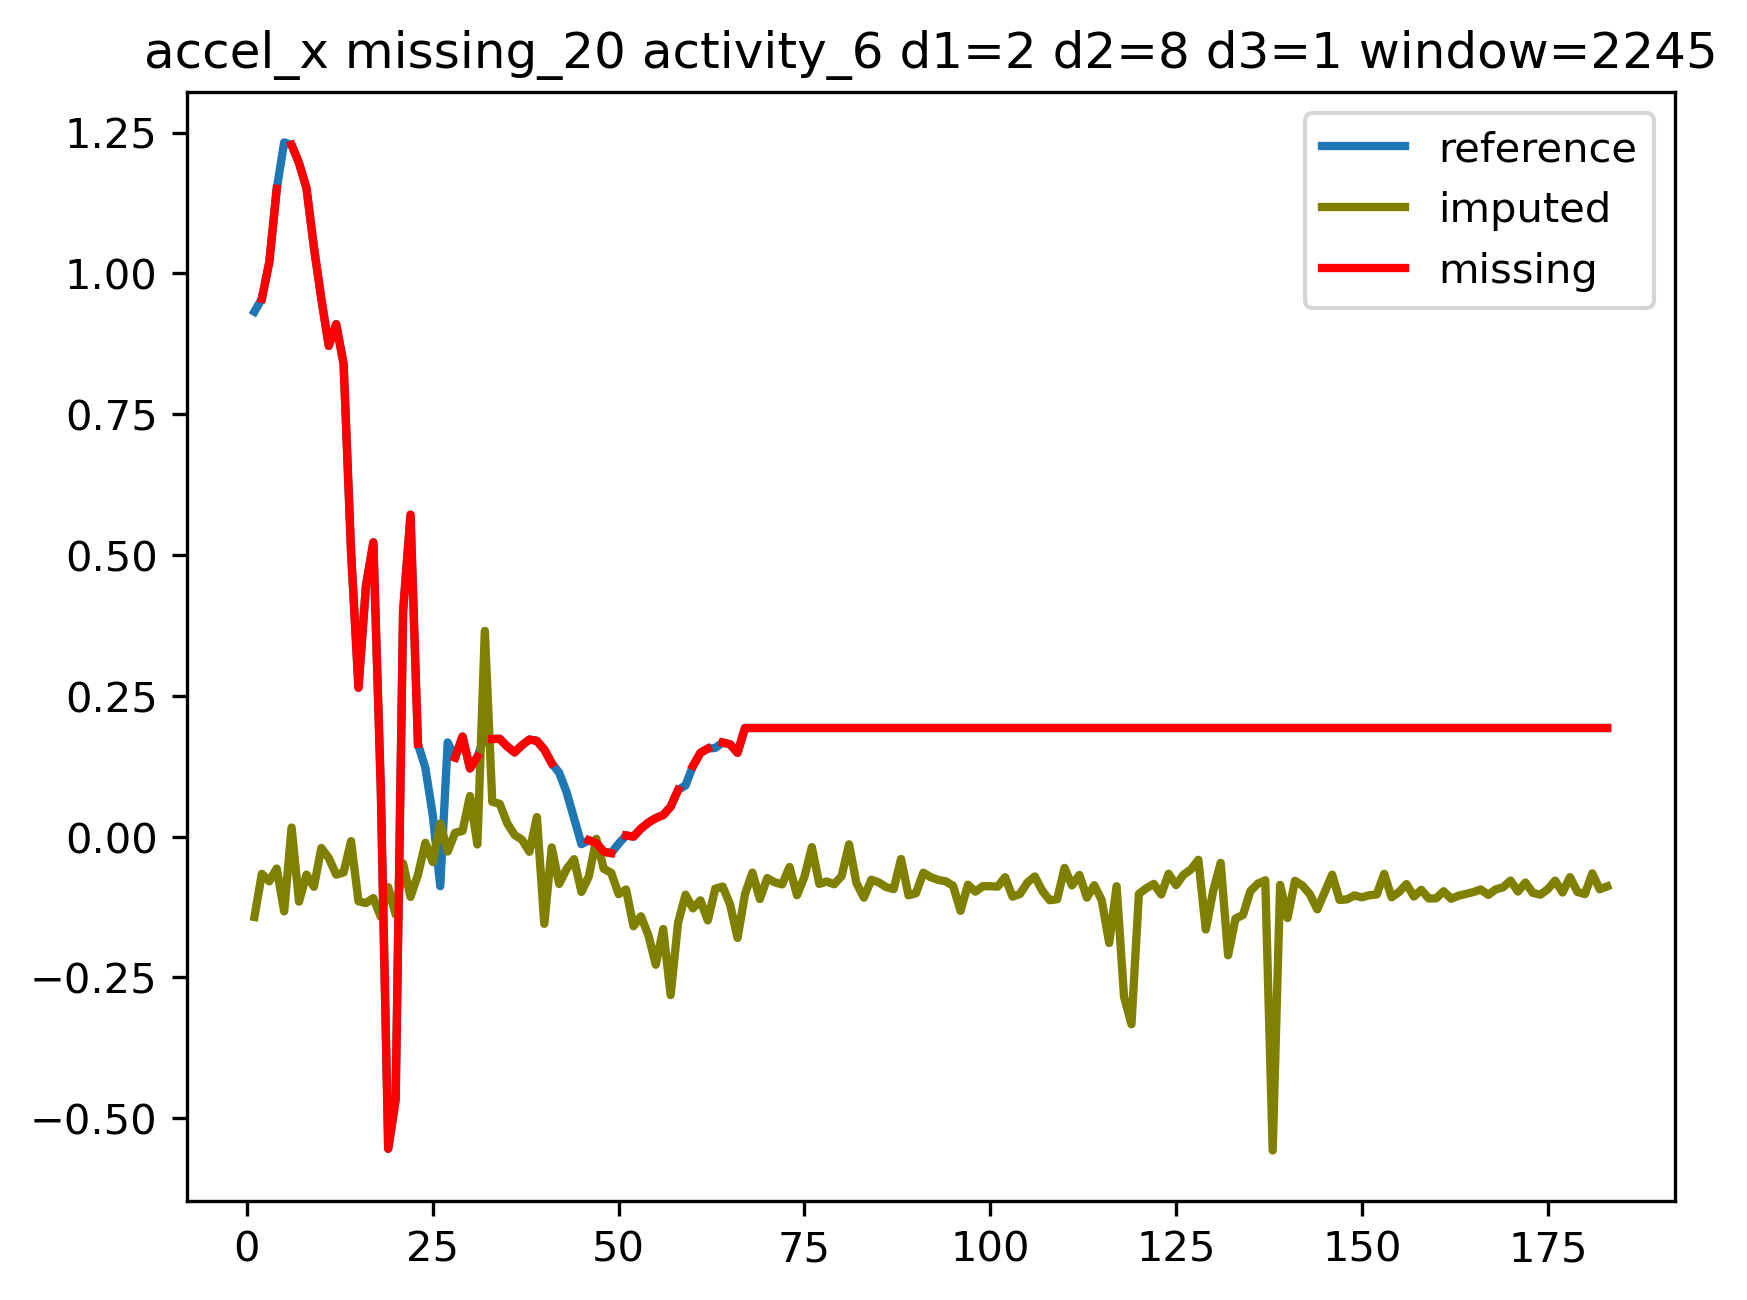 accel_x missing_20 activity_6 d1=2 d2=8 d3=1 window=2245
reference
imputed
missing
1.25
1.00
0.75
0.50
0.25
0.00
−0.25
−0.50
0 25 50 75 100 125 150 175